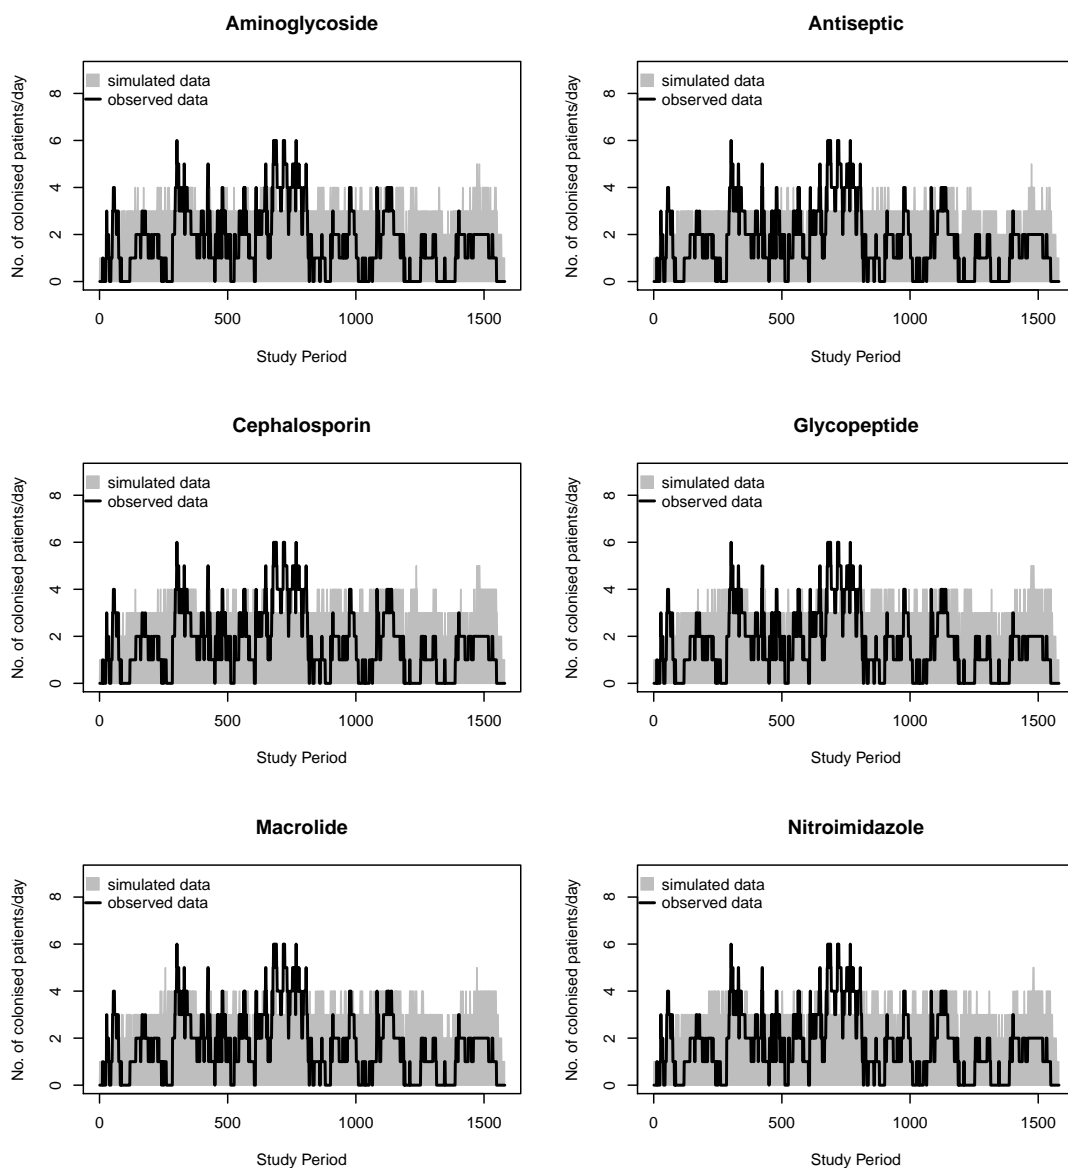 Aminoglycoside
No. of colonised patients/day
8
6
4
2
0
simulated data
observed data
0 500 1000 1500
Study Period
Antiseptic
No. of colonised patients/day
8
6
4
2
0
simulated data
observed data
0 500 1000 1500
Study Period
Cephalosporin
No. of colonised patients/day
8
6
4
2
0
simulated data
observed data
0 500 1000 1500
Study Period
Glycopeptide
No. of colonised patients/day
8
6
4
2
0
simulated data
observed data
0 500 1000 1500
Study Period
Macrolide
No. of colonised patients/day
8
6
4
2
0
simulated data
observed data
0 500 1000 1500
Study Period
Nitroimidazole
No. of colonised patients/day
8
6
4
2
0
simulated data
observed data
0 500 1000 1500
Study Period